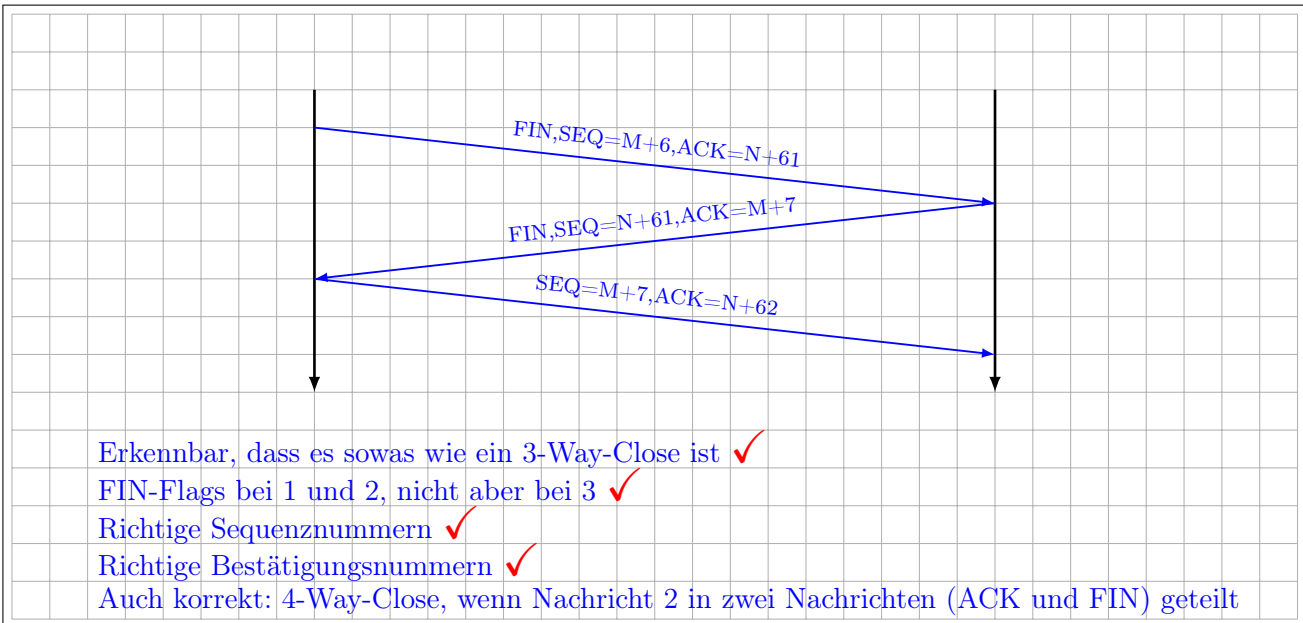 FIN,SEQ=M+6,ACK=N+61
FIN,SEQ=N+61,ACK=M+7
SEQ=M+7,ACK=N+62
Erkennbar, dass es sowas wie ein 3-Way-Close ist ✓
FIN-Flags bei 1 und 2, nicht aber bei 3 ✓
Richtige Sequenznummern ✓
Richtige Bestätigungsnummern ✓
Auch korrekt: 4-Way-Close, wenn Nachricht 2 in zwei Nachrichten (ACK und FIN) geteilt